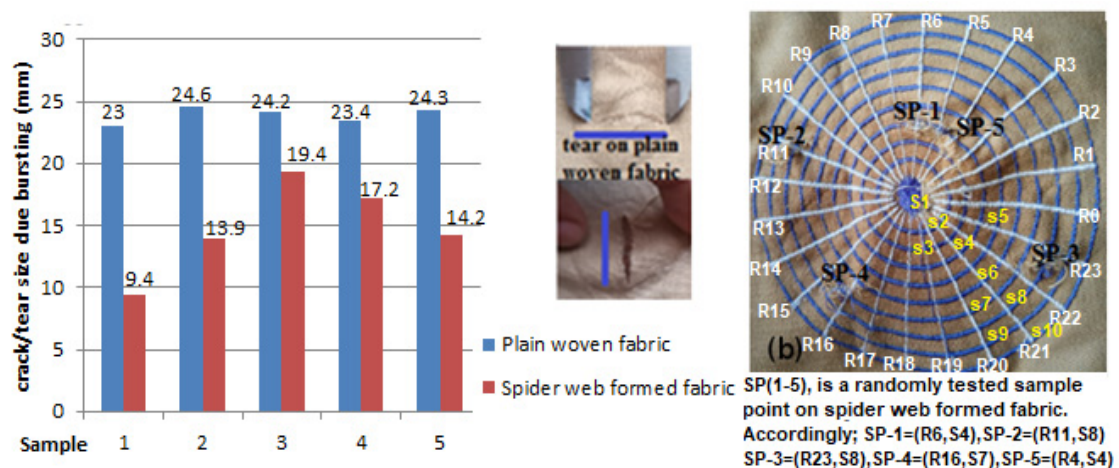 crack/tear size due bursting (mm)
30
25
20
15
10
5
0
23
24.6
24.2
23.4
24.3
9.4
13.9
19.4
17.2
14.2
Sample 1 2 3 4 5
Plain woven fabric
Spider web formed fabric
tear on plain
woven fabric
R0
R1
R2
R3
R4
R5
R6
R7
R8
R9
R10
R11
R12
R13
R14
R15
R16
R17
R18
R19
R20
R21
R22
R23
SP-1
SP-2
SP-3
SP-4
SP-5
S1
s2
s3
s4
s5
s6
s7
s8
s9
s10
(b)
SP(1-5), is a randomly tested sample
point on spider web formed fabric.
Accordingly; SP-1=(R6,S4),SP-2=(R11,S8)
SP-3=(R23,S8),SP-4=(R16,S7),SP-5=(R4,S4)